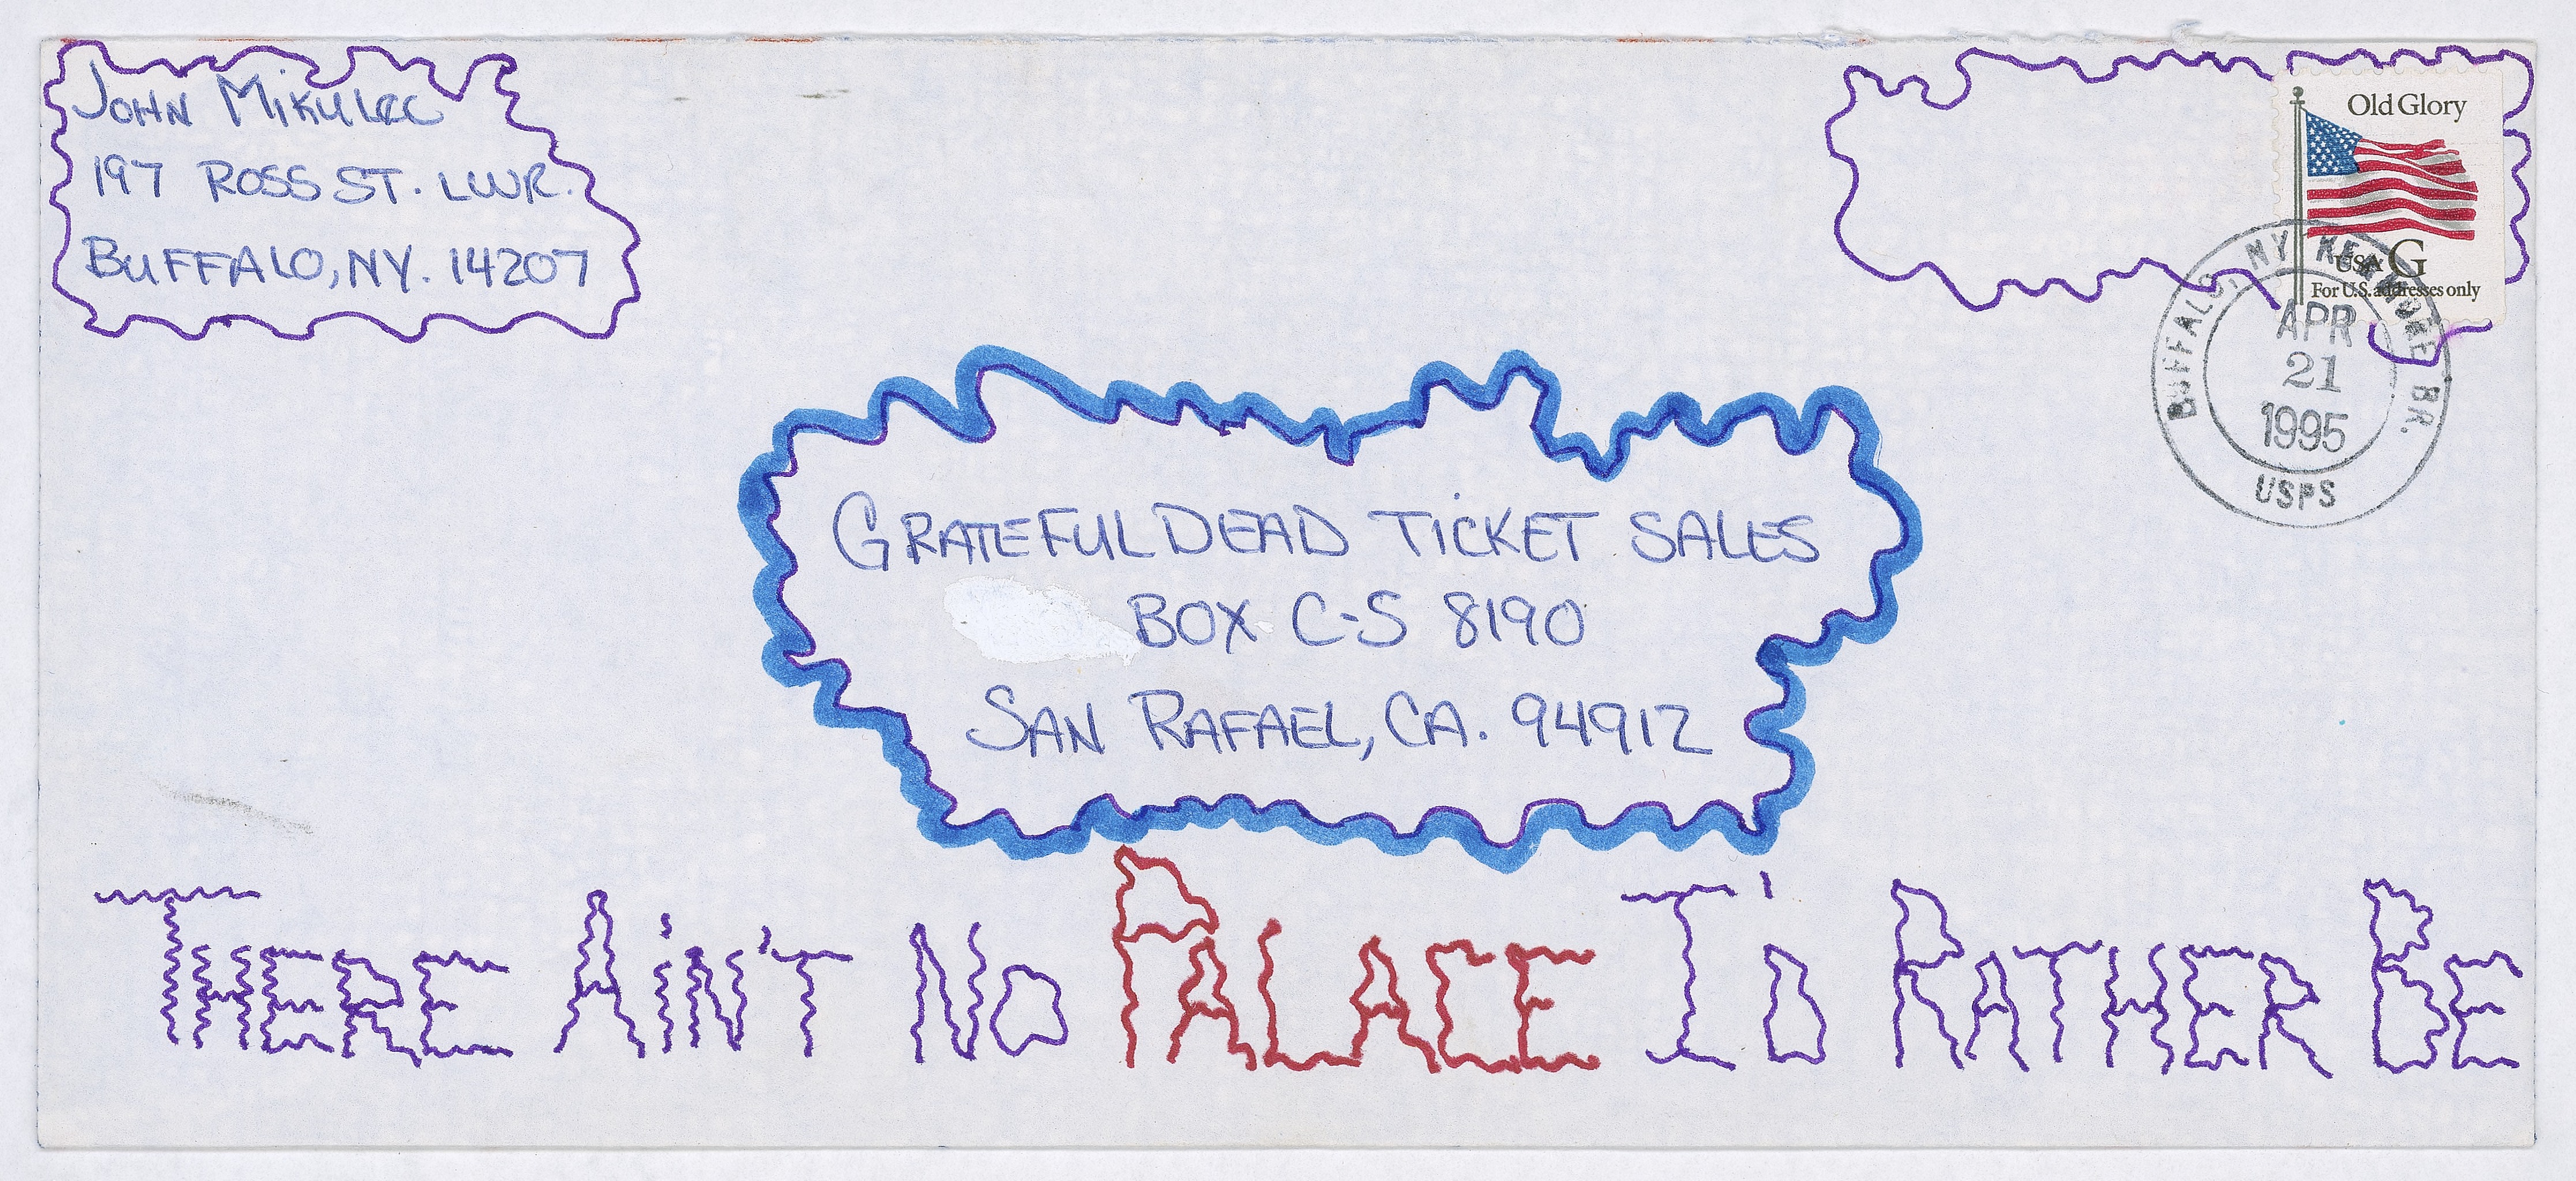 JOHN MIKULEC
197 ROSS ST. LWR.
BUFFALO, NY. 14207
Old Glory
USA G
For U.S. addresses only
BUFFALO, NY KENMORE BR.
APR
21
1995
USPS
GRATEFUL DEAD TICKET SALES
BOX C-S 8190
SAN RAFAEL, CA. 94912
THERE AIN'T NO PALACE I'D RATHER BE